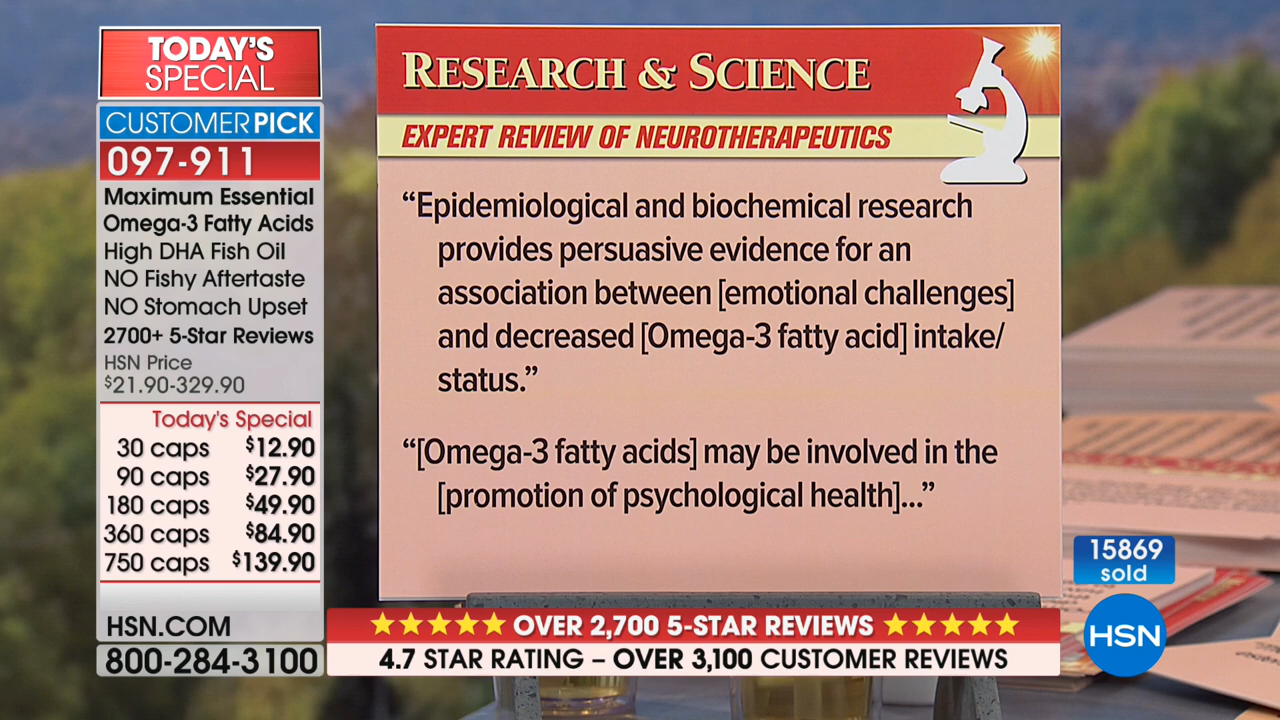 TODAY'S
SPECIAL
CUSTOMER PICK
097-911
Maximum Essential
Omega-3 Fatty Acids
High DHA Fish Oil
NO Fishy Aftertaste
NO Stomach Upset
2700+ 5-Star Reviews
HSN Price
$21.90-329.90
Today's Special
30 caps $12.90
90 caps $27.90
180 caps $49.90
360 caps $84.90
750 caps $139.90
HSN.COM
800-284-3100
RESEARCH & SCIENCE
EXPERT REVIEW OF NEUROTHERAPEUTICS
“Epidemiological and biochemical research
provides persuasive evidence for an
association between [emotional challenges]
and decreased [Omega-3 fatty acid] intake/
status.”
“[Omega-3 fatty acids] may be involved in the
[promotion of psychological health]...”
OVER 2,700 5-STAR REVIEWS
4.7 STAR RATING – OVER 3,100 CUSTOMER REVIEWS
15869
sold
HSN